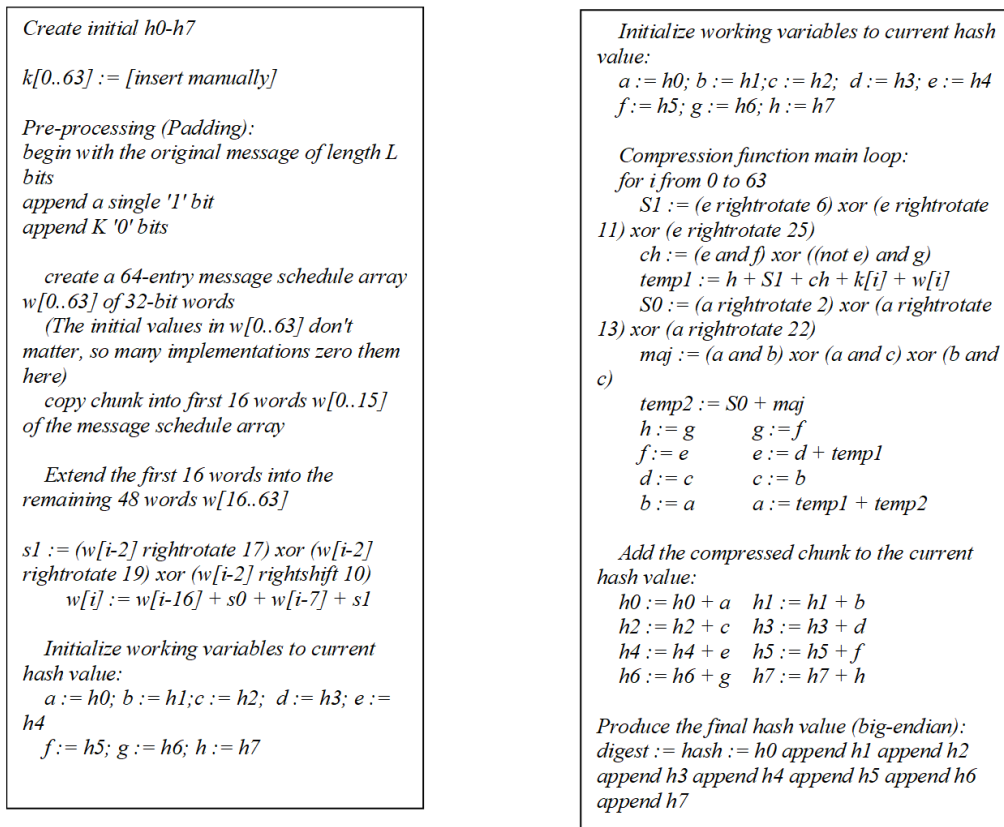 Create initial h0-h7
k[0..63] := [insert manually]
Pre-processing (Padding):
begin with the original message of length L
bits
append a single '1' bit
append K '0' bits
create a 64-entry message schedule array
w[0..63] of 32-bit words
(The initial values in w[0..63] don't
matter, so many implementations zero them
here)
copy chunk into first 16 words w[0..15]
of the message schedule array
Extend the first 16 words into the
remaining 48 words w[16..63]
s1 := (w[i-2] rightrotate 17) xor (w[i-2]
rightrotate 19) xor (w[i-2] rightshift 10)
w[i] := w[i-16] + s0 + w[i-7] + s1
Initialize working variables to current
hash value:
a := h0; b := h1;c := h2; d := h3; e :=
h4
f := h5; g := h6; h := h7
Initialize working variables to current hash
value:
a := h0; b := h1;c := h2; d := h3; e := h4
f := h5; g := h6; h := h7
Compression function main loop:
for i from 0 to 63
S1 := (e rightrotate 6) xor (e rightrotate
11) xor (e rightrotate 25)
ch := (e and f) xor ((not e) and g)
temp1 := h + S1 + ch + k[i] + w[i]
S0 := (a rightrotate 2) xor (a rightrotate
13) xor (a rightrotate 22)
maj := (a and b) xor (a and c) xor (b and
c)
temp2 := S0 + maj
h := g g := f
f := e e := d + temp1
d := c c := b
b := a a := temp1 + temp2
Add the compressed chunk to the current
hash value:
h0 := h0 + a h1 := h1 + b
h2 := h2 + c h3 := h3 + d
h4 := h4 + e h5 := h5 + f
h6 := h6 + g h7 := h7 + h
Produce the final hash value (big-endian):
digest := hash := h0 append h1 append h2
append h3 append h4 append h5 append h6
append h7